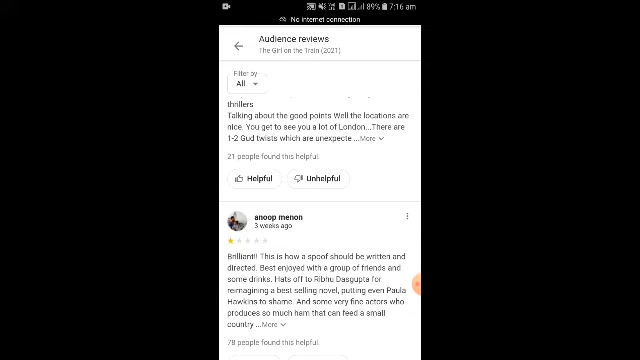 89% 7:16 am
No internet connection
Audience reviews
The Girl on the Train (2021)
Filter by
All
thrillers
Talking about the good points Well the locations are
nice. You get to see you a lot of London...There are
1-2 Gud twists which are unexpecte ...More
21 people found this helpful.
Helpful Unhelpful
anoop menon
3 weeks ago
Brilliant!! This is how a spoof should be written and
directed. Best enjoyed with a group of friends and
some drinks. Hats off to Ribhu Dasgupta for
reimagining a best selling novel, putting even Paula
Hawkins to shame. And some very fine actors who
produces so much ham that can feed a small
country ...More
78 people found this helpful.